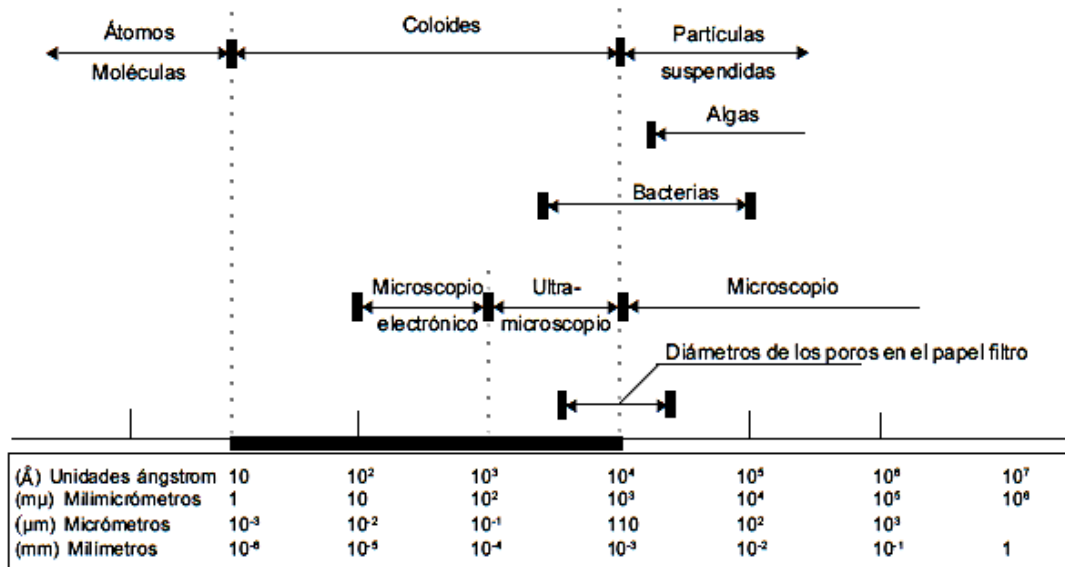 Átomos
Moléculas
Coloides
Partículas
suspendidas
Algas
Bacterias
Microscopio
electrónico
Ultra-
microscopio
Microscopio
Diámetros de los poros en el papel filtro
(Å) Unidades ángstrom 10 10² 10³ 10⁴ 10⁵ 10⁶ 10⁷
(mµ) Milimicrómetros 1 10 10² 10³ 10⁴ 10⁵ 10⁶
(µm) Micrómetros 10⁻³ 10⁻² 10⁻¹ 110 10² 10³
(mm) Milímetros 10⁻⁶ 10⁻⁵ 10⁻⁴ 10⁻³ 10⁻² 10⁻¹ 1